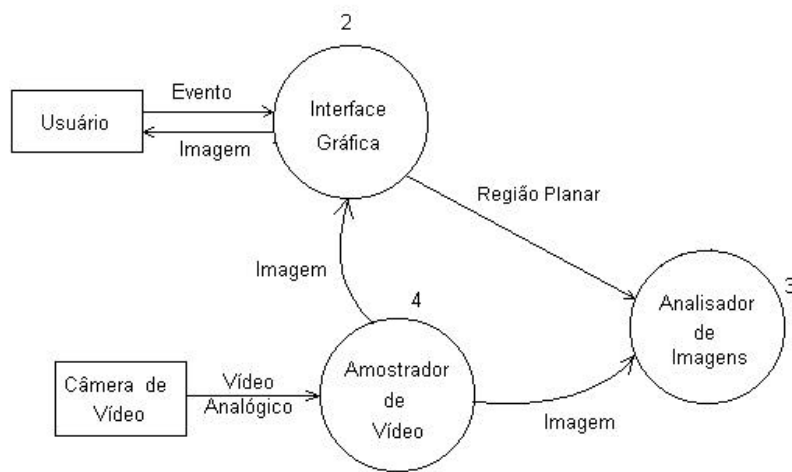 2
Evento
Usuário
Imagem
Interface
Gráfica
Região Planar
Imagem
4
3
Analisador
de
Imagens
Câmera de
Vídeo
Vídeo
Analógico
Amostrador
de
Vídeo
Imagem